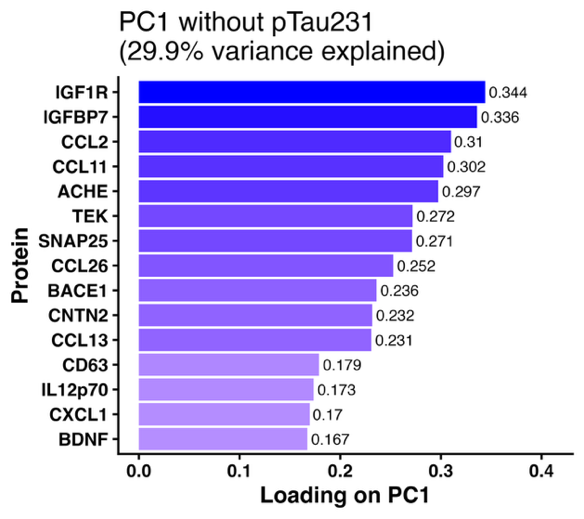 PC1 without pTau231
(29.9% variance explained)
Protein
IGF1R 0.344
IGFBP7 0.336
CCL2 0.31
CCL11 0.302
ACHE 0.297
TEK 0.272
SNAP25 0.271
CCL26 0.252
BACE1 0.236
CNTN2 0.232
CCL13 0.231
CD63 0.179
IL12p70 0.173
CXCL1 0.17
BDNF 0.167
0.0 0.1 0.2 0.3 0.4
Loading on PC1